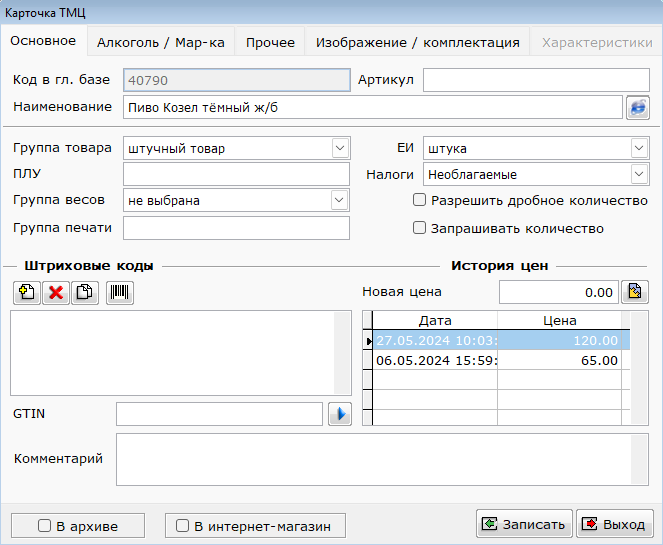 Карточка ТМЦ
Основное Алкоголь / Мар-ка Прочее Изображение / комплектация Характеристики
Код в гл. базе 40790 Артикул
Наименование Пиво Козел тёмный ж/б
Группа товара штучный товар ЕИ штука
ПЛУ Налоги Необлагаемые
Группа весов не выбрана Разрешить дробное количество
Группа печати Запрашивать количество
Штриховые коды История цен
Новая цена 0.00
Дата Цена
27.05.2024 10:03: 120.00
06.05.2024 15:59: 65.00
GTIN
Комментарий
В архиве В интернет-магазин Записать Выход